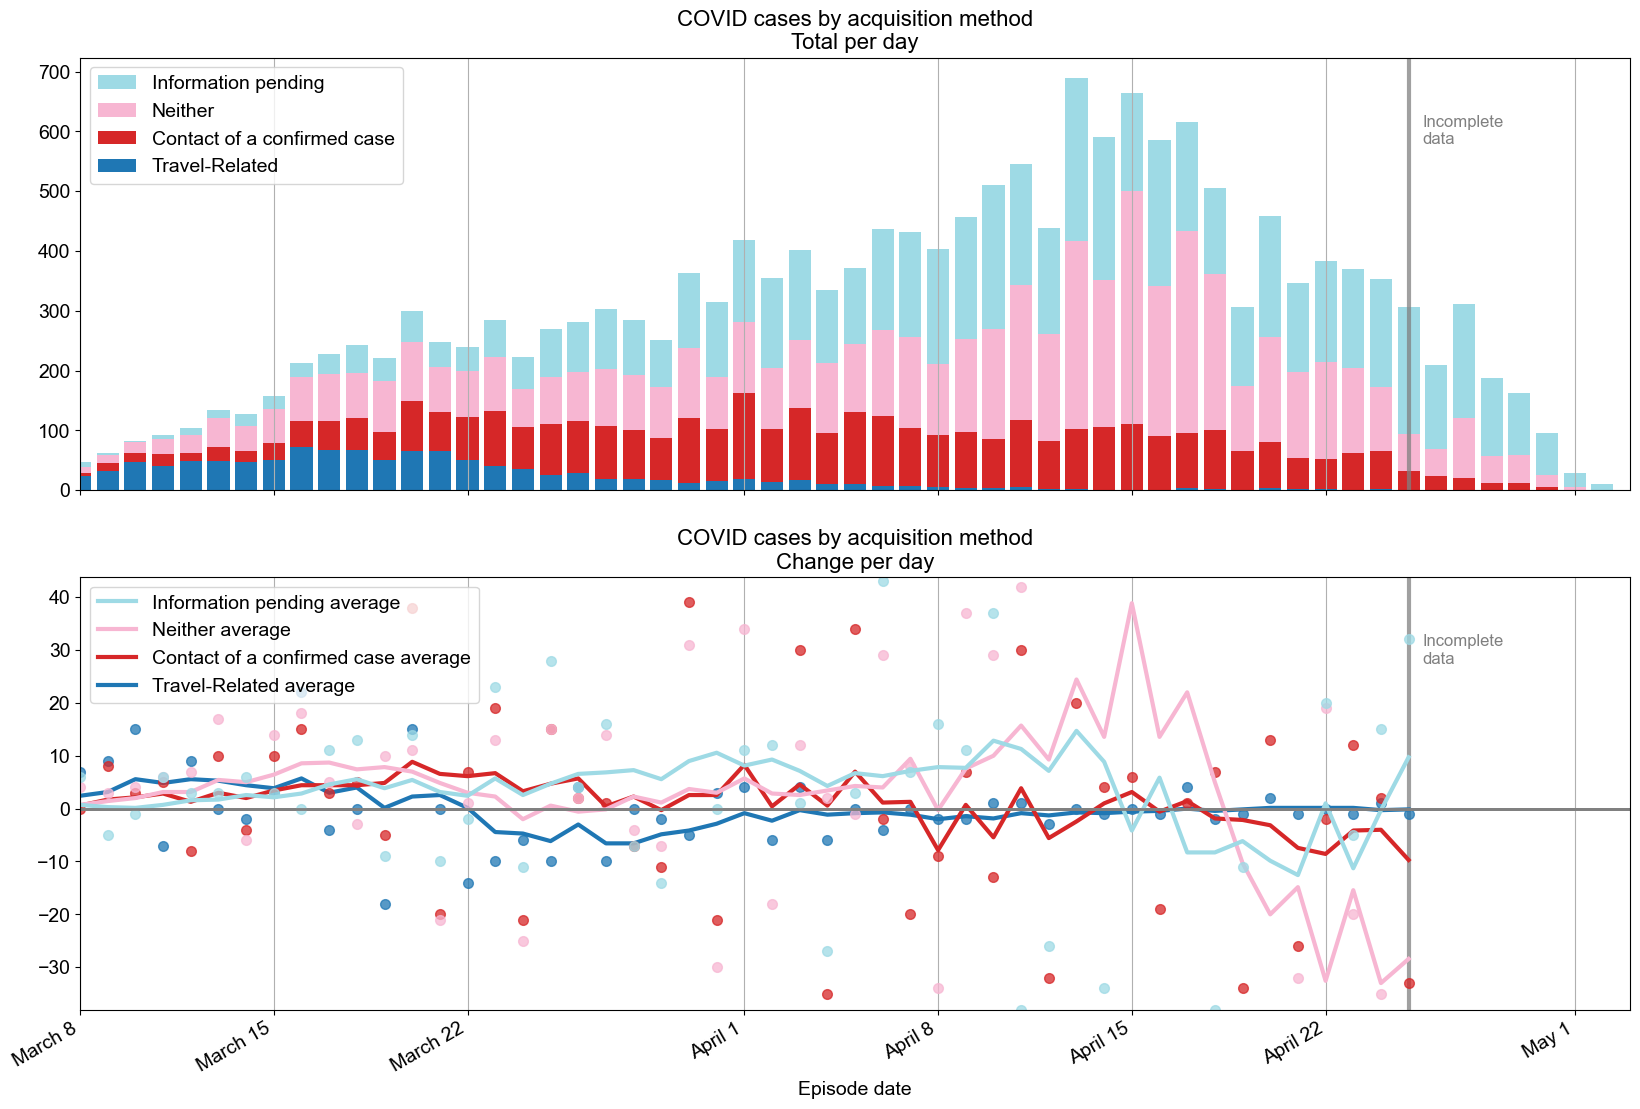 COVID cases by acquisition method
Total per day
700
600
500
400
300
200
100
0
Information pending
Neither
Contact of a confirmed case
Travel-Related
Incomplete
data
COVID cases by acquisition method
Change per day
40
30
20
10
0
−10
−20
−30
Information pending average
Neither average
Contact of a confirmed case average
Travel-Related average
Incomplete
data
March 8
March 15
March 22
April 1
April 8
April 15
April 22
May 1
Episode date